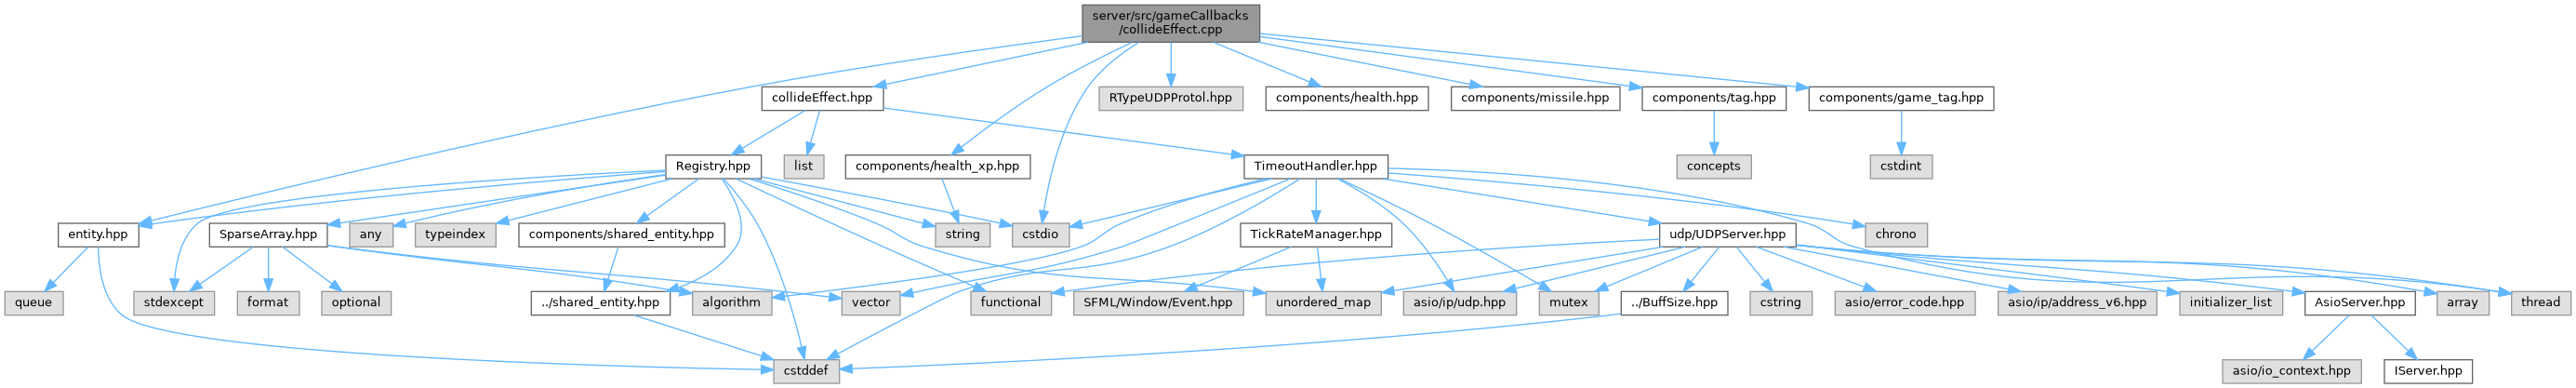 server/src/gameCallbacks
/collideEffect.cpp
collideEffect.hpp
RTypeUDPProtol.hpp
components/health.hpp
components/missile.hpp
components/tag.hpp
components/game_tag.hpp
Registry.hpp
list
components/health_xp.hpp
TimeoutHandler.hpp
concepts
cstdint
entity.hpp
SparseArray.hpp
any
typeindex
components/shared_entity.hpp
string
cstdio
TickRateManager.hpp
udp/UDPServer.hpp
chrono
queue
stdexcept
format
optional
../shared_entity.hpp
algorithm
vector
functional
SFML/Window/Event.hpp
unordered_map
asio/ip/udp.hpp
mutex
../BuffSize.hpp
cstring
asio/error_code.hpp
asio/ip/address_v6.hpp
initializer_list
AsioServer.hpp
array
thread
cstddef
asio/io_context.hpp
IServer.hpp